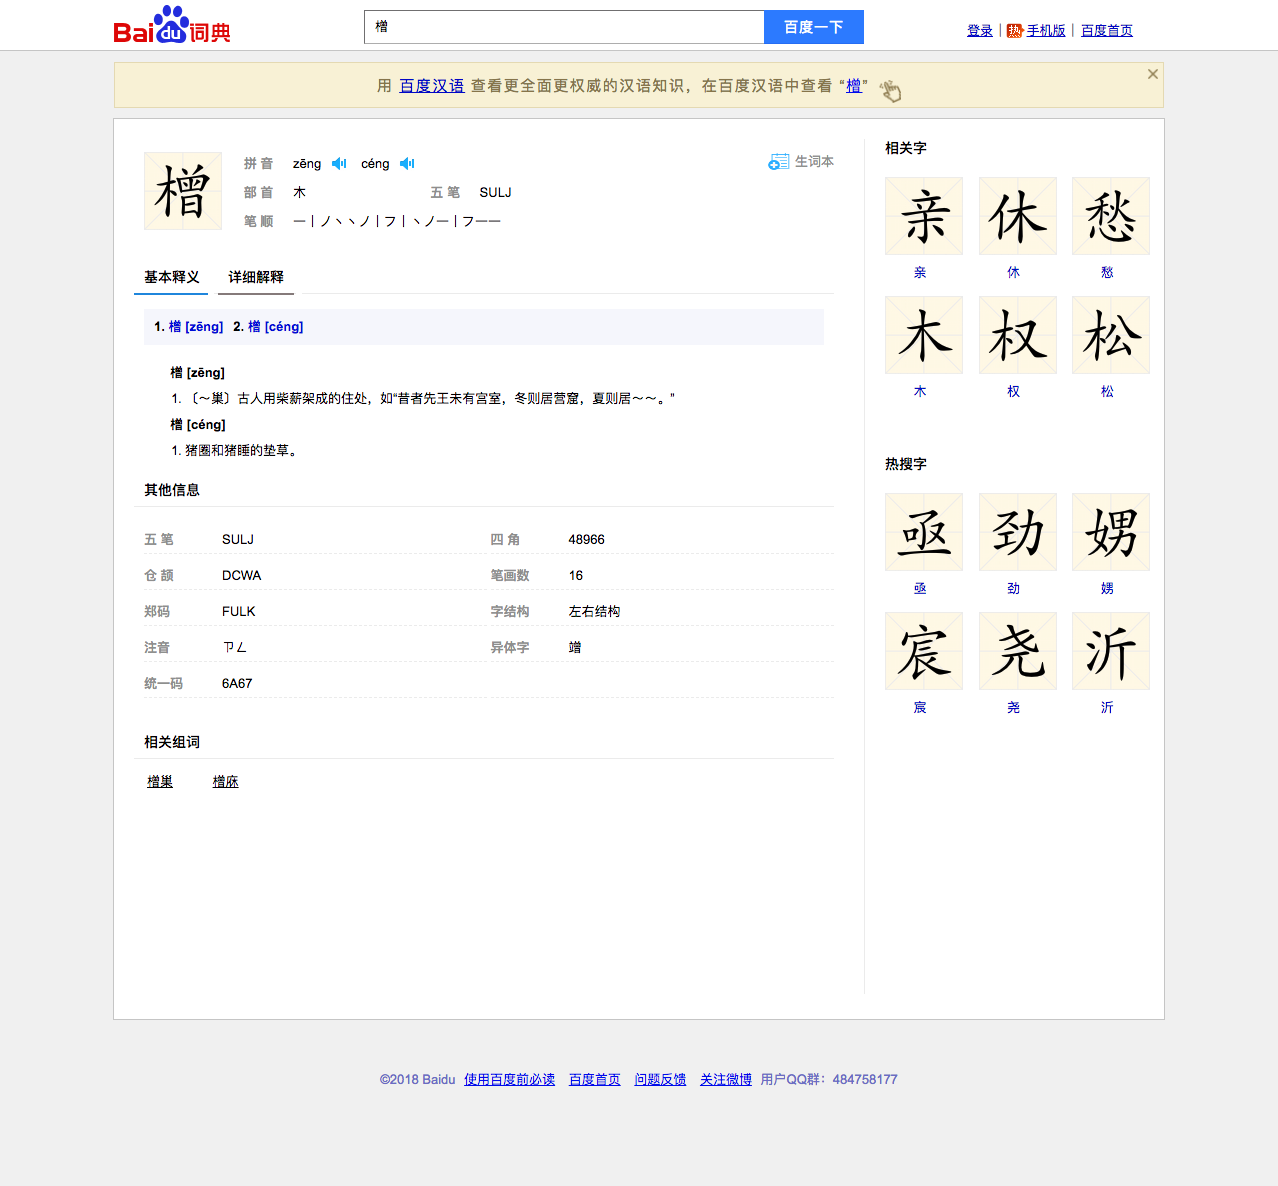 Baidu词典
橧
百度一下
登录 | 热 手机版 | 百度首页
用 百度汉语 查看更全面更权威的汉语知识，在百度汉语中查看 “橧”
橧
拼 音 zēng céng
生词本
部 首 木 五 笔 SULJ
笔 顺 一丨ノ丶丶ノ丨フ丨丶ノ一丨フ一一
基本释义 详细解释
1. 橧 [zēng] 2. 橧 [céng]
橧 [zēng]
1. 〔～巢〕古人用柴薪架成的住处，如“昔者先王未有宫室，冬则居营窟，夏则居～～。”
橧 [céng]
1. 猪圈和猪睡的垫草。
其他信息
五 笔 SULJ 四 角 48966
仓 颉 DCWA 笔画数 16
郑码 FULK 字结构 左右结构
注音 ㄗㄥ 异体字 竲
统一码 6A67
相关组词
橧巢 橧庥
相关字
亲 休 愁
亲 休 愁
木 权 松
木 权 松
热搜字
亟 劲 娚
亟 劲 娚
宸 尧 沂
宸 尧 沂
©2018 Baidu 使用百度前必读 百度首页 问题反馈 关注微博 用户QQ群：484758177